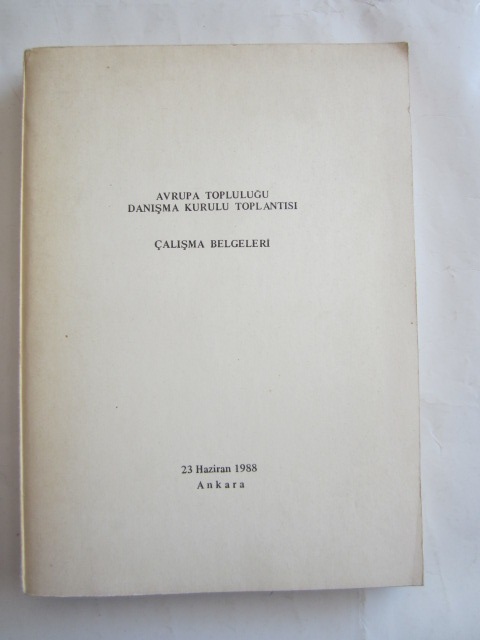 AVRUPA TOPLULUĞU
DANIŞMA KURULU TOPLANTISI
ÇALIŞMA BELGELERİ
23 Haziran 1988
Ankara